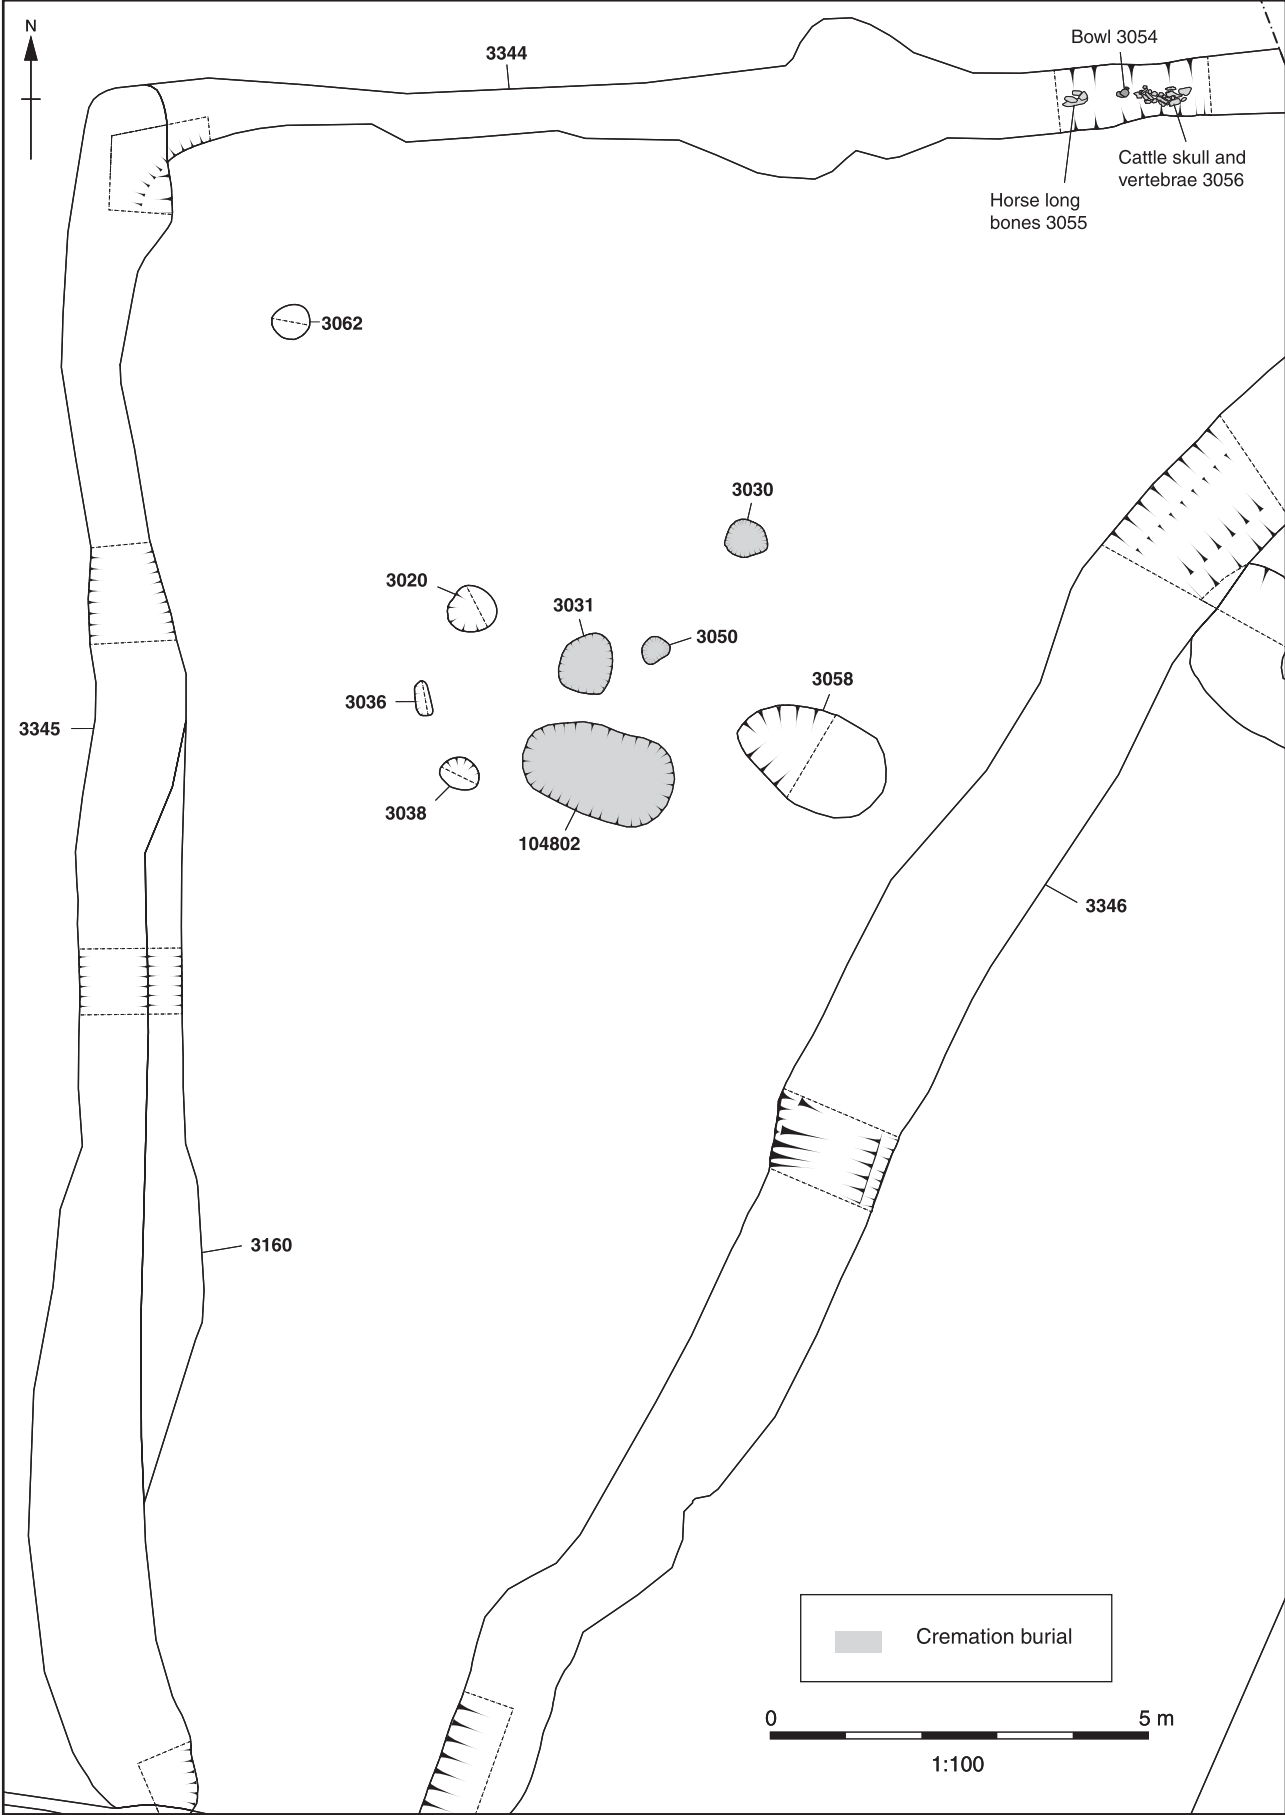 N
3344
Bowl 3054
Cattle skull and
vertebrae 3056
Horse long
bones 3055
3062
3030
3020
3031
3050
3036
3058
3345
3038
104802
3346
3160
Cremation burial
0 5 m
1:100